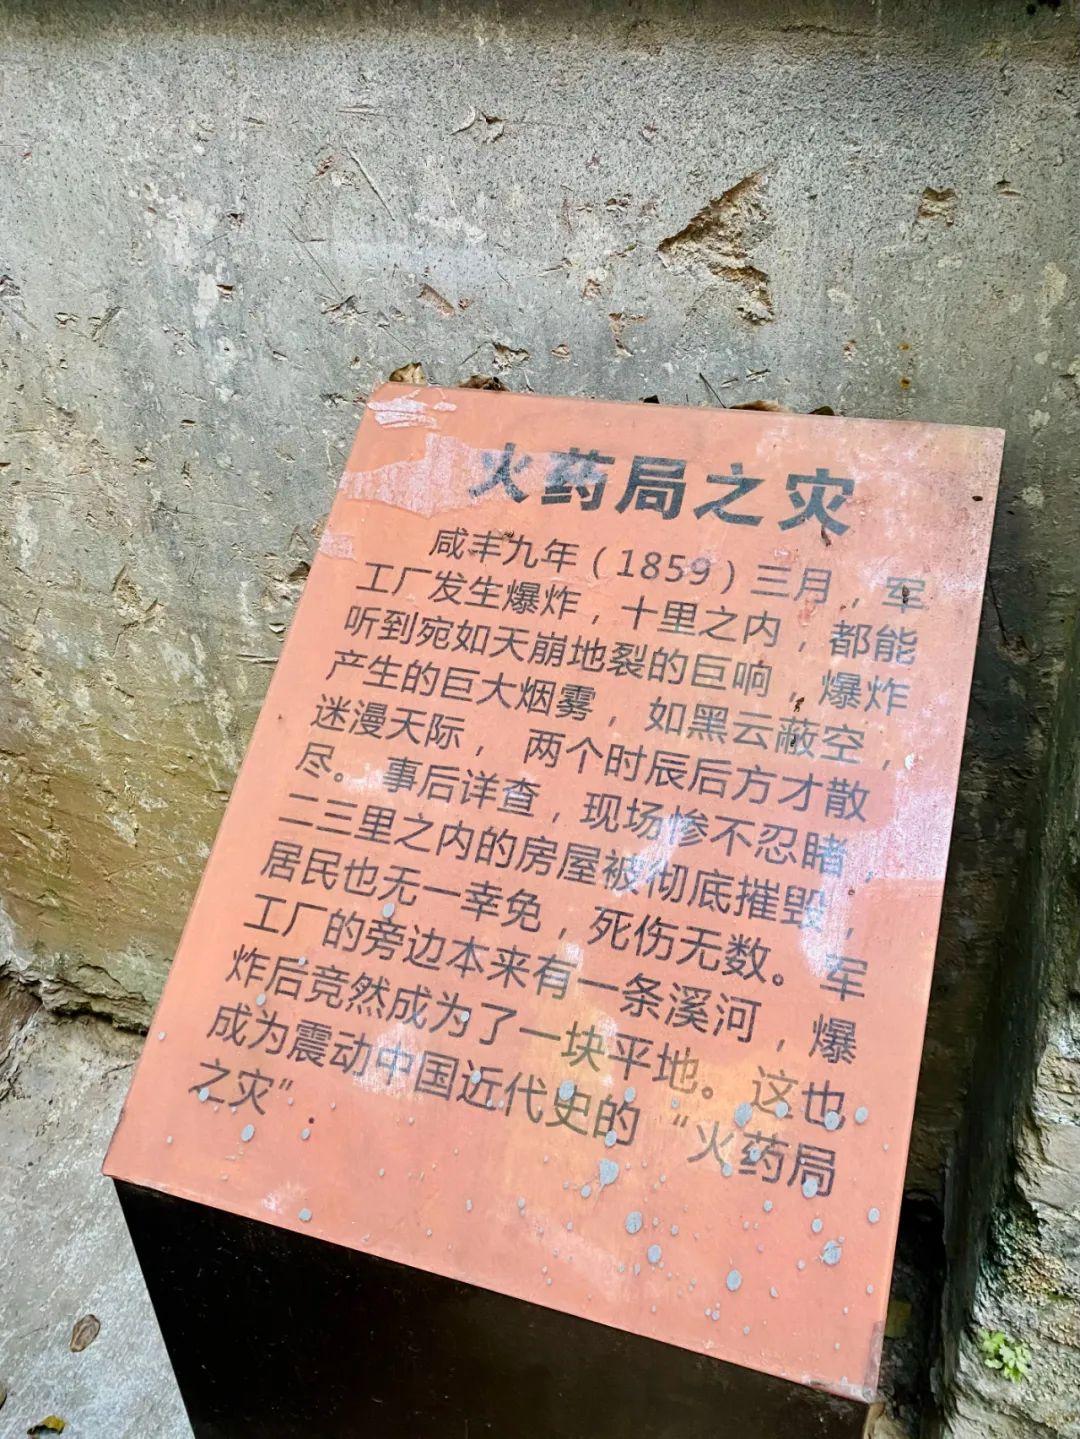 火药局之灾
咸丰九年（1859）三月，军
工厂发生爆炸，十里之内，都能
听到宛如天崩地裂的巨响，爆炸
产生的巨大烟雾，如黑云蔽空，
迷漫天际，两个时辰后方才散
尽。事后详查，现场惨不忍睹，
二三里之内的房屋被彻底摧毁，
居民也无一幸免，死伤无数。军
工厂的旁边本来有一条溪河，爆
炸后竟然成为了一块平地。这也
成为震动中国近代史的“火药局
之灾”.